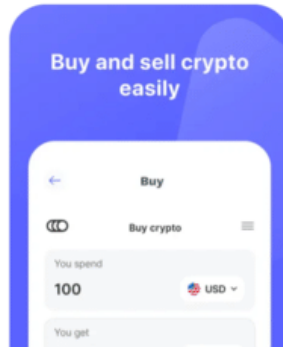 Buy and sell crypto
easily
Buy
Buy crypto
You spend
100 USD
You get